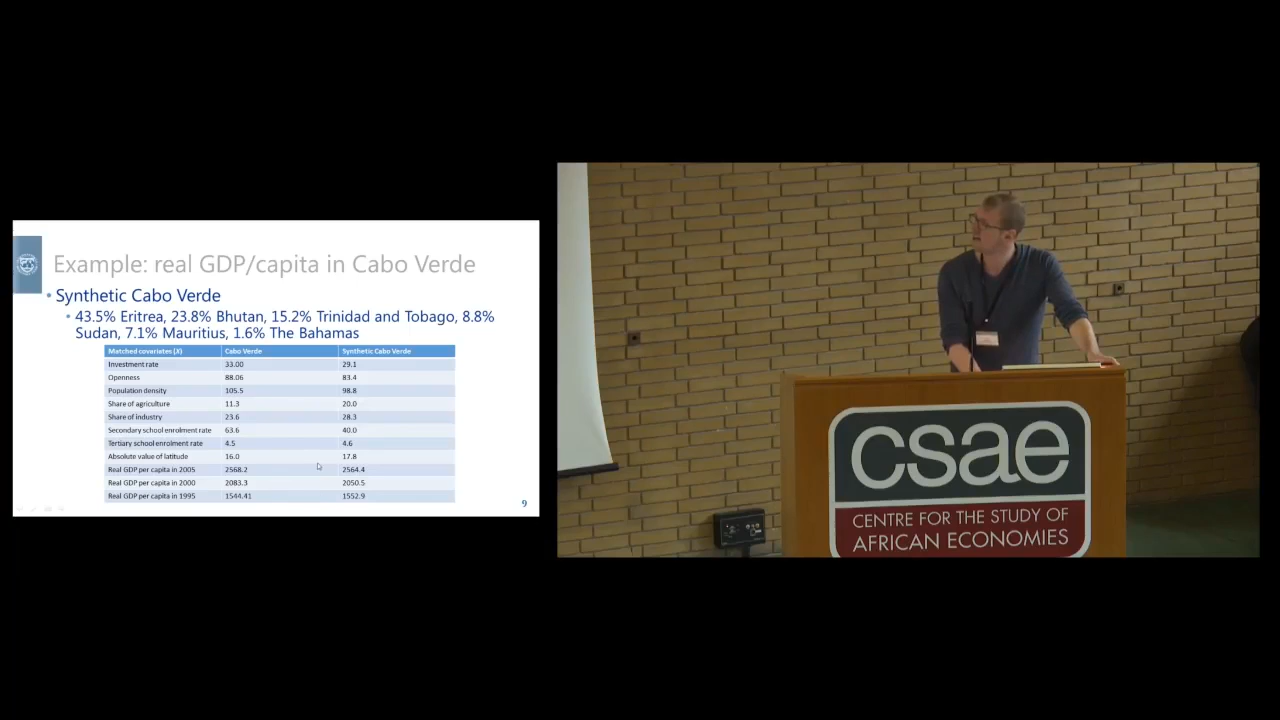 Example: real GDP/capita in Cabo Verde
• Synthetic Cabo Verde
• 43.5% Eritrea, 23.8% Bhutan, 15.2% Trinidad and Tobago, 8.8%
Sudan, 7.1% Mauritius, 1.6% The Bahamas
Matched covariates (X) Cabo Verde Synthetic Cabo Verde
Investment rate 33.00 29.1
Openness 88.06 83.4
Population density 105.5 98.8
Share of agriculture 11.3 20.0
Share of industry 23.6 28.3
Secondary school enrolment rate 63.6 40.0
Tertiary school enrolment rate 4.5 4.6
Absolute value of latitude 16.0 17.8
Real GDP per capita in 2005 2568.2 2564.4
Real GDP per capita in 2000 2083.3 2050.5
Real GDP per capita in 1995 1544.41 1552.9
9
csae
CENTRE FOR THE STUDY OF
AFRICAN ECONOMIES